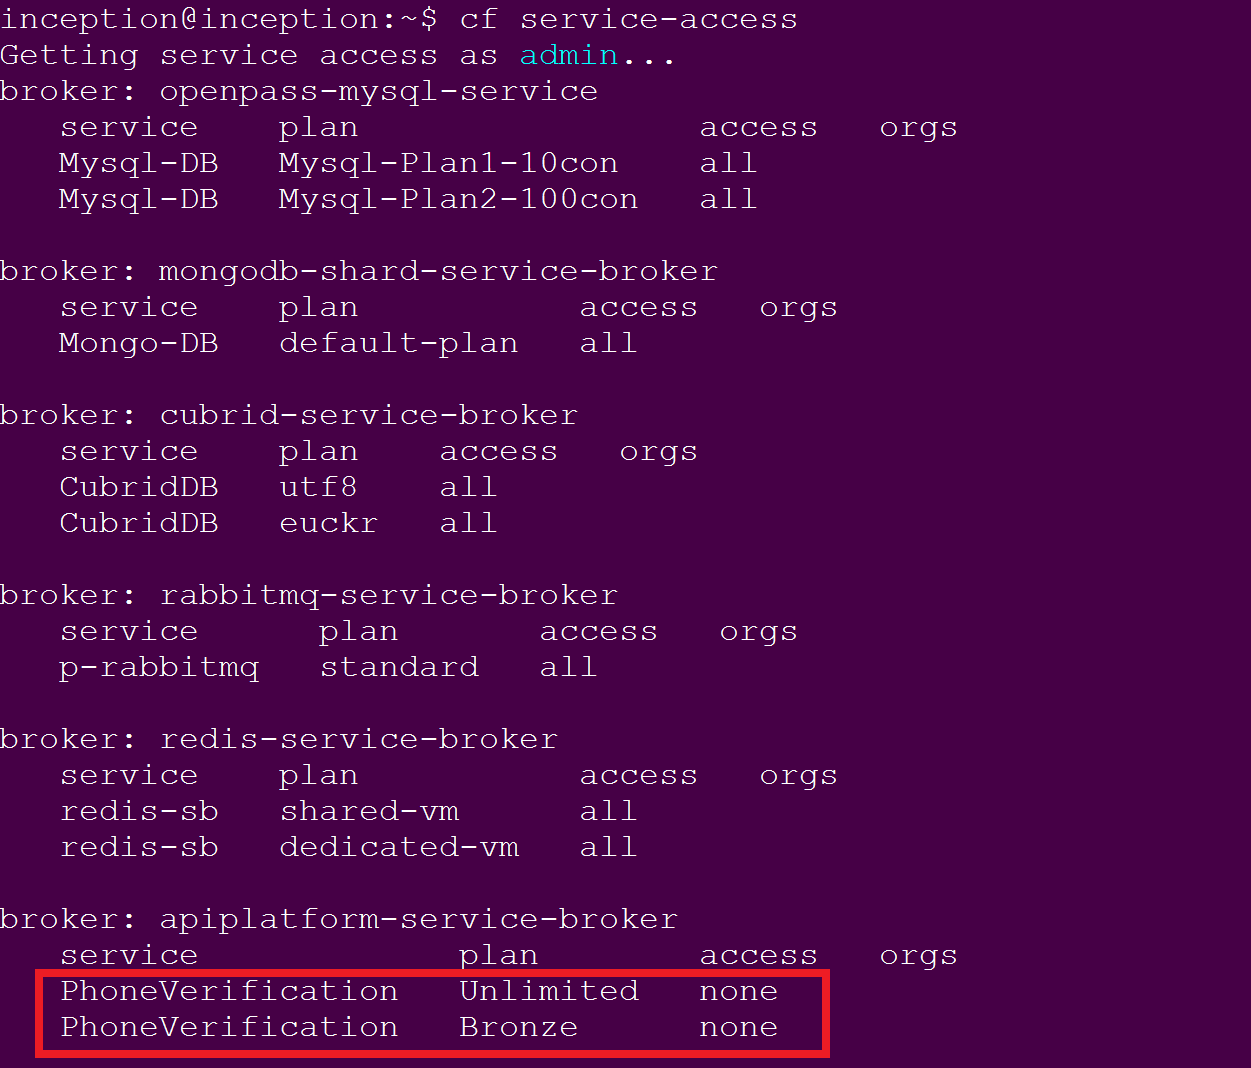 inception@inception:~$ cf service-access
Getting service access as admin...
broker: openpass-mysql-service
service plan access orgs
Mysql-DB Mysql-Plan1-10con all
Mysql-DB Mysql-Plan2-100con all
broker: mongodb-shard-service-broker
service plan access orgs
Mongo-DB default-plan all
broker: cubrid-service-broker
service plan access orgs
CubridDB utf8 all
CubridDB euckr all
broker: rabbitmq-service-broker
service plan access orgs
p-rabbitmq standard all
broker: redis-service-broker
service plan access orgs
redis-sb shared-vm all
redis-sb dedicated-vm all
broker: apiplatform-service-broker
service plan access orgs
PhoneVerification Unlimited none
PhoneVerification Bronze none